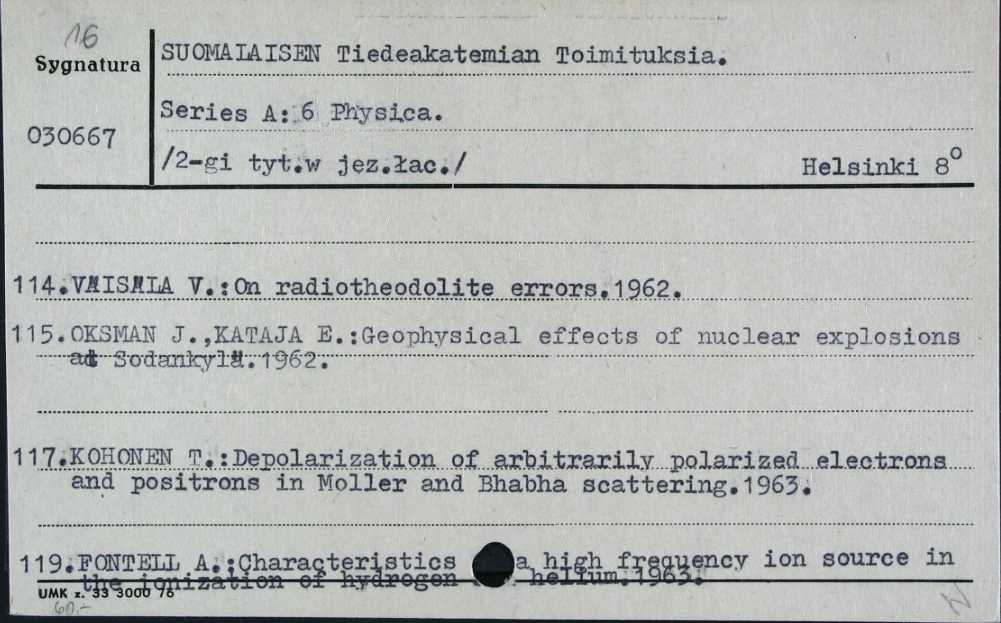 16
Sygnatura
SUOMALAISEN Tiedeakatemian Toimituksia.
Series A: 6 Physica.
030667
/2-gi tyt.w jez.łac./ Helsinki 8°
114.VÄISÄLA V.:On radiotheodolite errors.1962.
115.OKSMAN J.,KATAJA E.:Geophysical effects of nuclear explosions
at Sodankylä.1962.
117.KOHONEN T.:Depolarization of arbitrarily polarized electrons
and positrons in Moller and Bhabha scattering.1963.
119.FONTELL A.:Characteristics a high frequency ion source in
the ionization of hydrogen helium.1963.
UMK z. 33 3000 /6
60,-